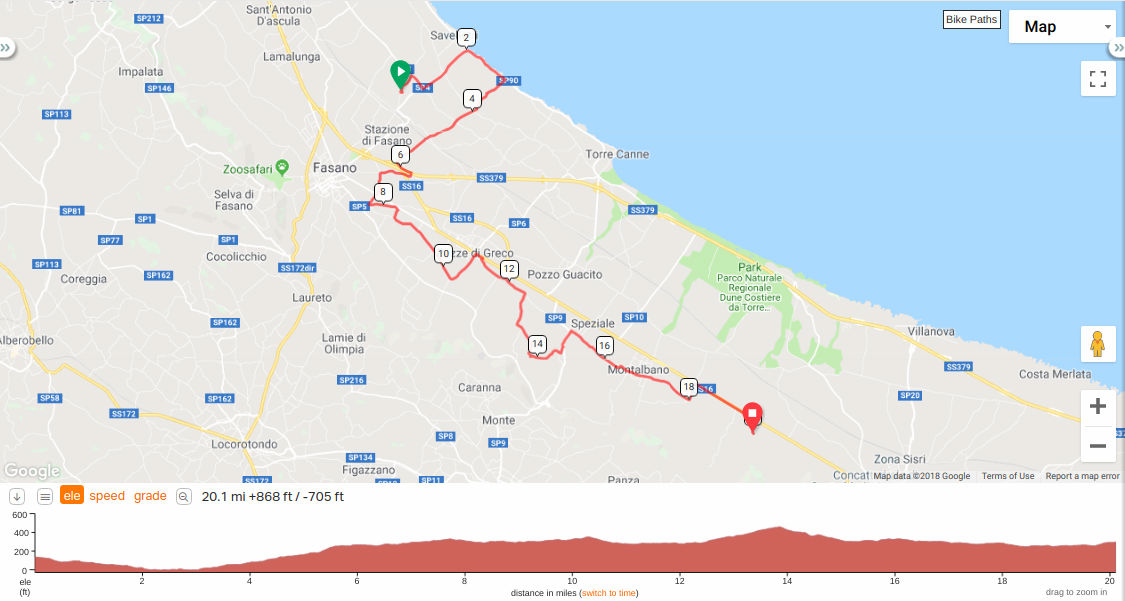 SP212
Sant'Antonio
D'ascula
Save
2
Bike Paths
Map
Lamalunga
Impalata
SP146
SP4
SP90
4
SP113
Stazione
di Fasano
6
Torre Canne
Zoosafari
Fasano
SS16
SS379
8
Selva di
Fasano
SP5
SP81
SP1
SS16
SP6
SS379
SP77
SP1
Cocolicchio
10
zze di Greco
SP113
SP162
SS172dir
12
Pozzo Guacito
Coreggia
Park
Parco Naturale
Regionale
Dune Costiere
da Torre...
Laureto
SP162
SP9
SP10
Speziale
Villanova
Alberobello
Lamie di
Olimpia
14
16
SS379
Montalbano
Costa Merlata
SP216
Caranna
18
S16
SP58
SP162
SP20
SS172
Monte
SP8
SP9
Locorotondo
SP134
Figazzano
Zona Sisri
Google
SS172
SP11
Panza
Concat
Map data ©2018 Google
Terms of Use
Report a map error
ele
speed
grade
20.1 mi +868 ft / -705 ft
600
400
200
0
ele
(ft)
2
4
6
8
10
12
14
16
18
20
distance in miles (switch to time)
drag to zoom in